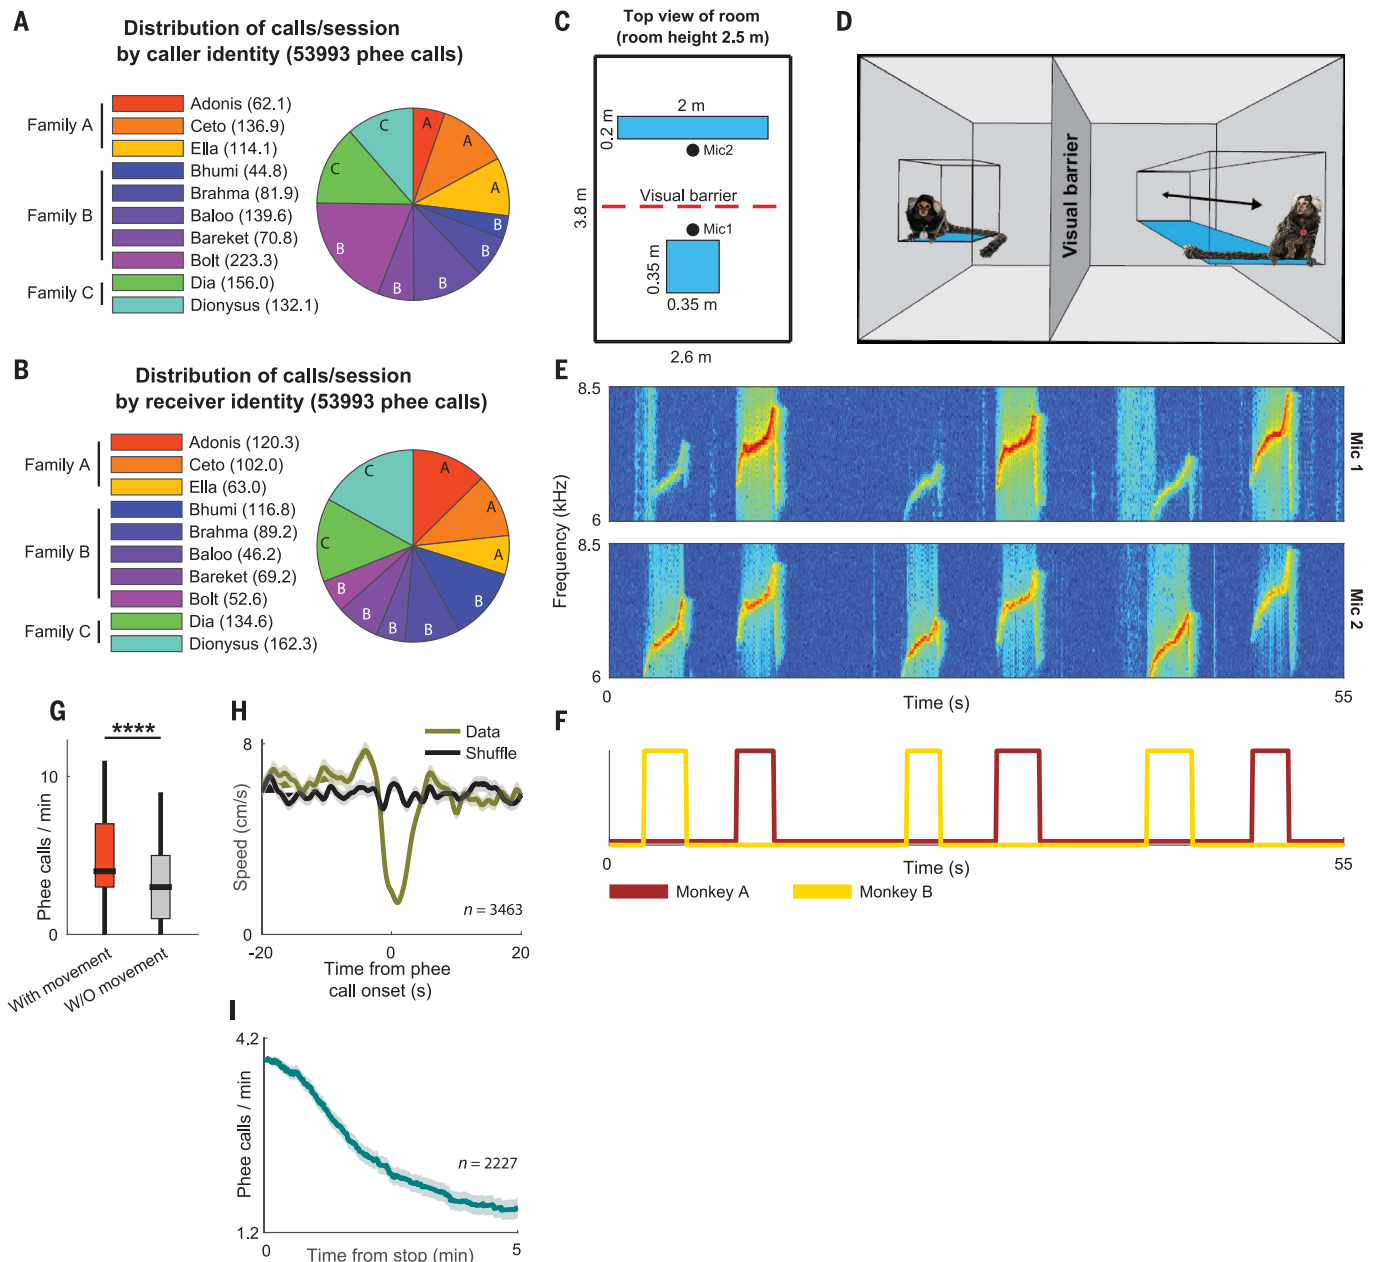 A
Distribution of calls/session
by caller identity (53993 phee calls)
Family A
Family B
Family C
Adonis (62.1)
Ceto (136.9)
Ella (114.1)
Bhumi (44.8)
Brahma (81.9)
Baloo (139.6)
Bareket (70.8)
Bolt (223.3)
Dia (156.0)
Dionysus (132.1)
A
A
A
B
B
B
B
B
C
C
B
Distribution of calls/session
by receiver identity (53993 phee calls)
Family A
Family B
Family C
Adonis (120.3)
Ceto (102.0)
Ella (63.0)
Bhumi (116.8)
Brahma (89.2)
Baloo (46.2)
Bareket (69.2)
Bolt (52.6)
Dia (134.6)
Dionysus (162.3)
A
A
A
B
B
B
B
B
C
C
C
Top view of room
(room height 2.5 m)
2 m
0.2 m
Mic2
Visual barrier
3.8 m
Mic1
0.35 m
0.35 m
2.6 m
D
Visual barrier
E
8.5
6
Mic 1
8.5
6
Mic 2
Frequency (kHz)
0
Time (s)
55
F
0
Time (s)
55
Monkey A
Monkey B
G
****
10
0
Phee calls / min
With movement
W/O movement
H
Data
Shuffle
8
0
Speed (cm/s)
n = 3463
-20
0
20
Time from phee
call onset (s)
I
4.2
1.2
Phee calls / min
n = 2227
0
Time from stop (min)
5